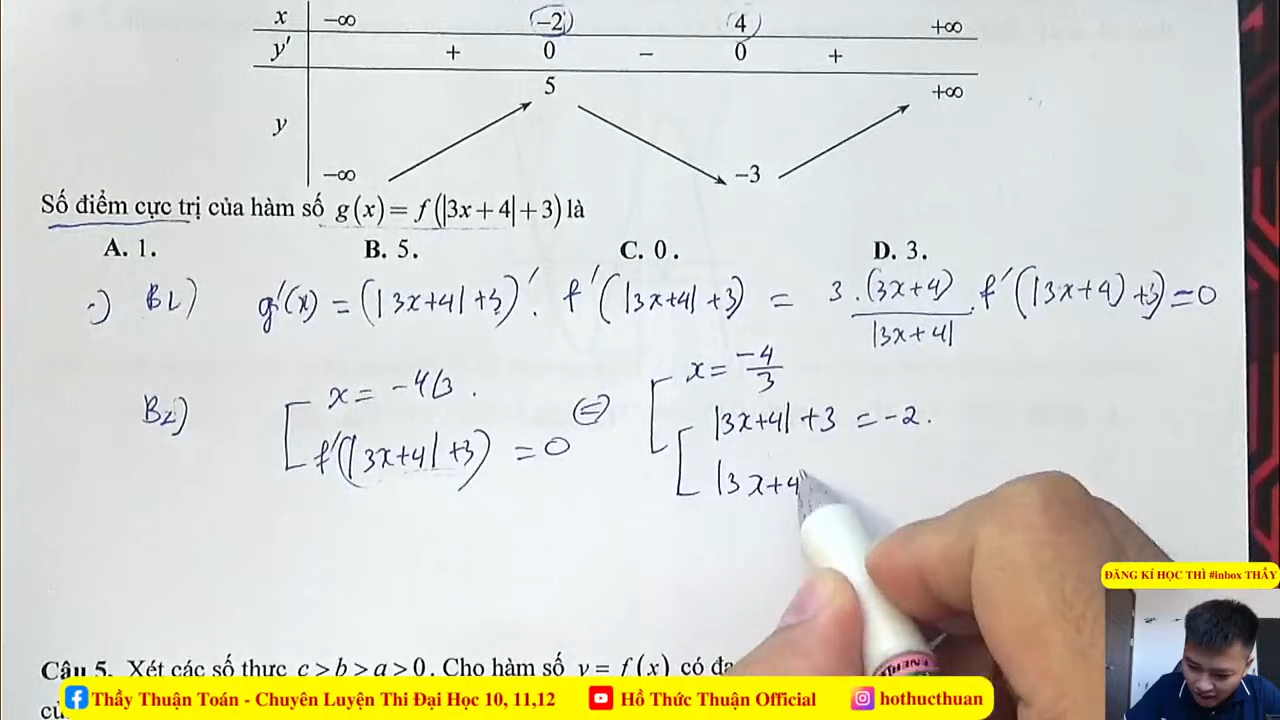 x −∞ (−2) (4) +∞
y' + 0 − 0 +
5 +∞
y
−∞ −3
Số điểm cực trị của hàm số g(x) = f(|3x+4|+3) là
A. 1. B. 5. C. 0. D. 3.
·) B1) g'(x) = (|3x+4|+3)'. f'(|3x+4|+3) = 3.(3x+4)/|3x+4| . f'(|3x+4)+3) = 0
B2) [ x = −4/3. f'(|3x+4|+3) = 0 ⇔ [ x = −4/3 [ |3x+4|+3 = −2. |3x+4
Câu 5. Xét các số thực c > b > a > 0. Cho hàm số y = f(x) có đạ
ĐĂNG KÍ HỌC THÌ #inbox THẦY
Thầy Thuận Toán - Chuyên Luyện Thi Đại Học 10, 11,12 Hồ Thức Thuận Official hothucthuan